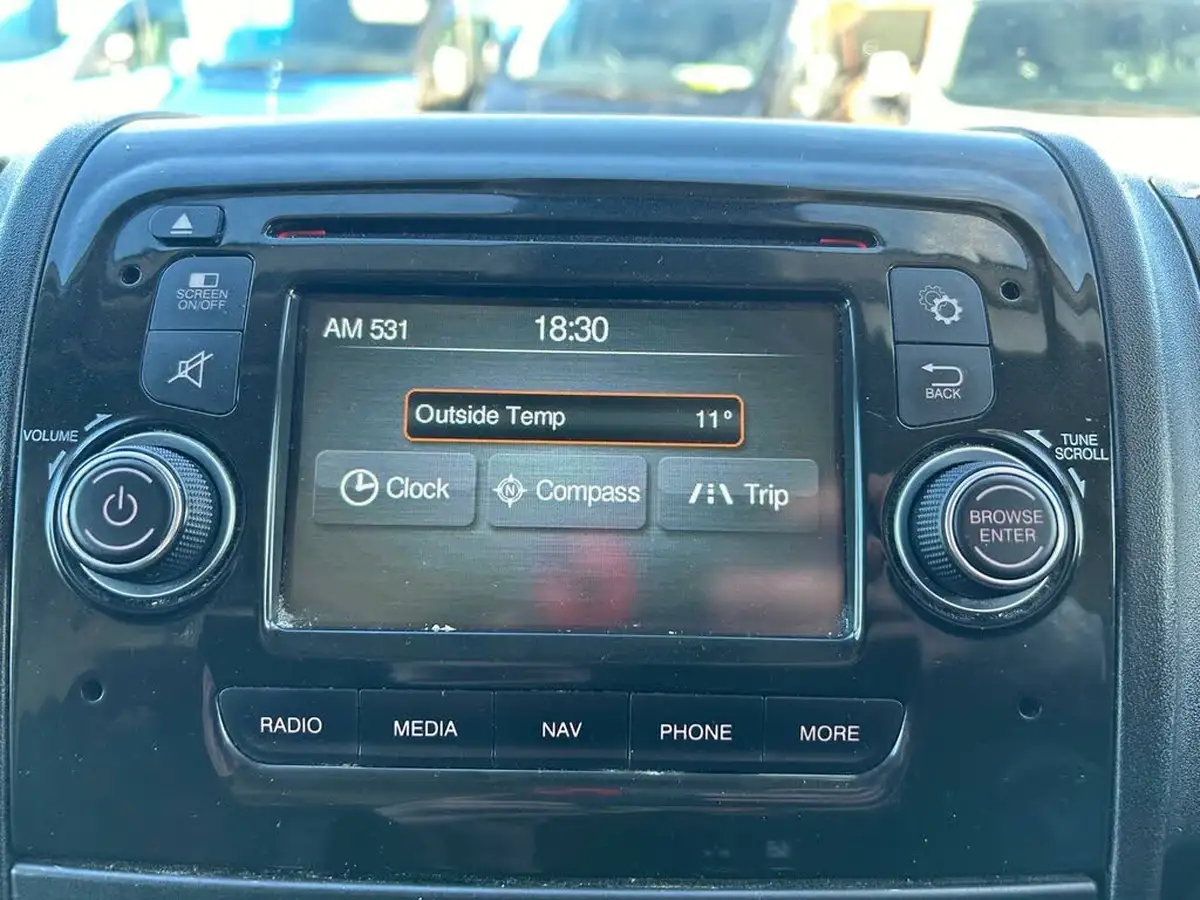 SCREEN
ON/OFF
AM 531
18:30
BACK
VOLUME
TUNE
SCROLL
Outside Temp
11°
Clock
N
Compass
Trip
BROWSE
ENTER
RADIO
MEDIA
NAV
PHONE
MORE